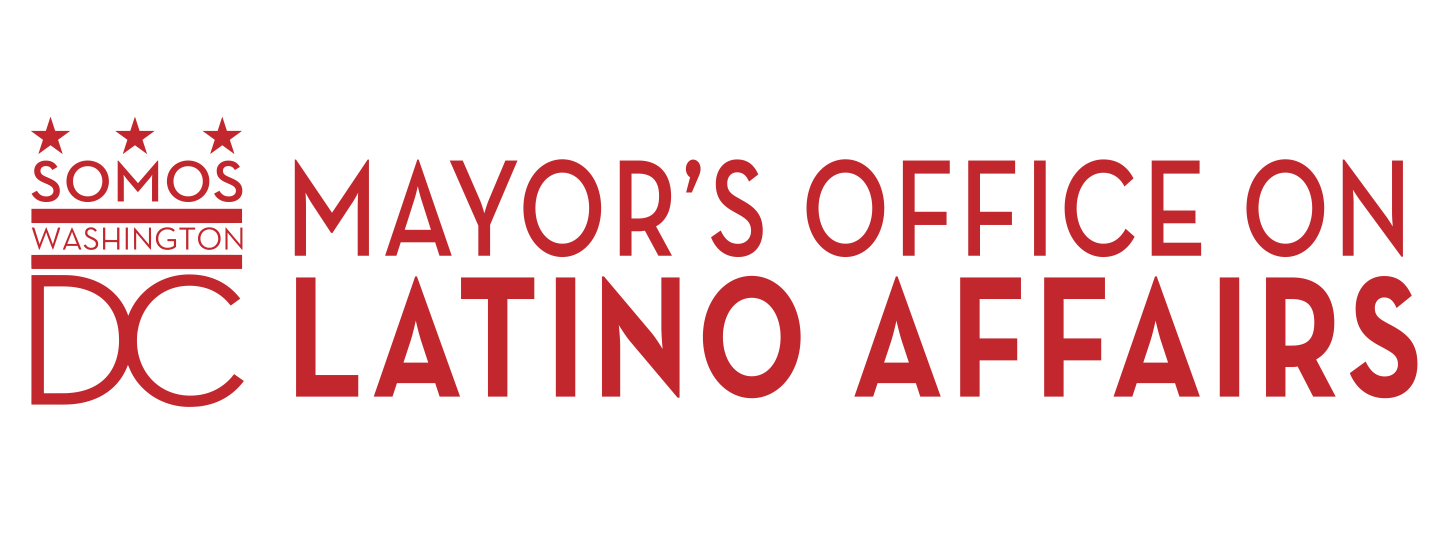 SOMOS
WASHINGTON
DC
MAYOR’S OFFICE ON
LATINO AFFAIRS